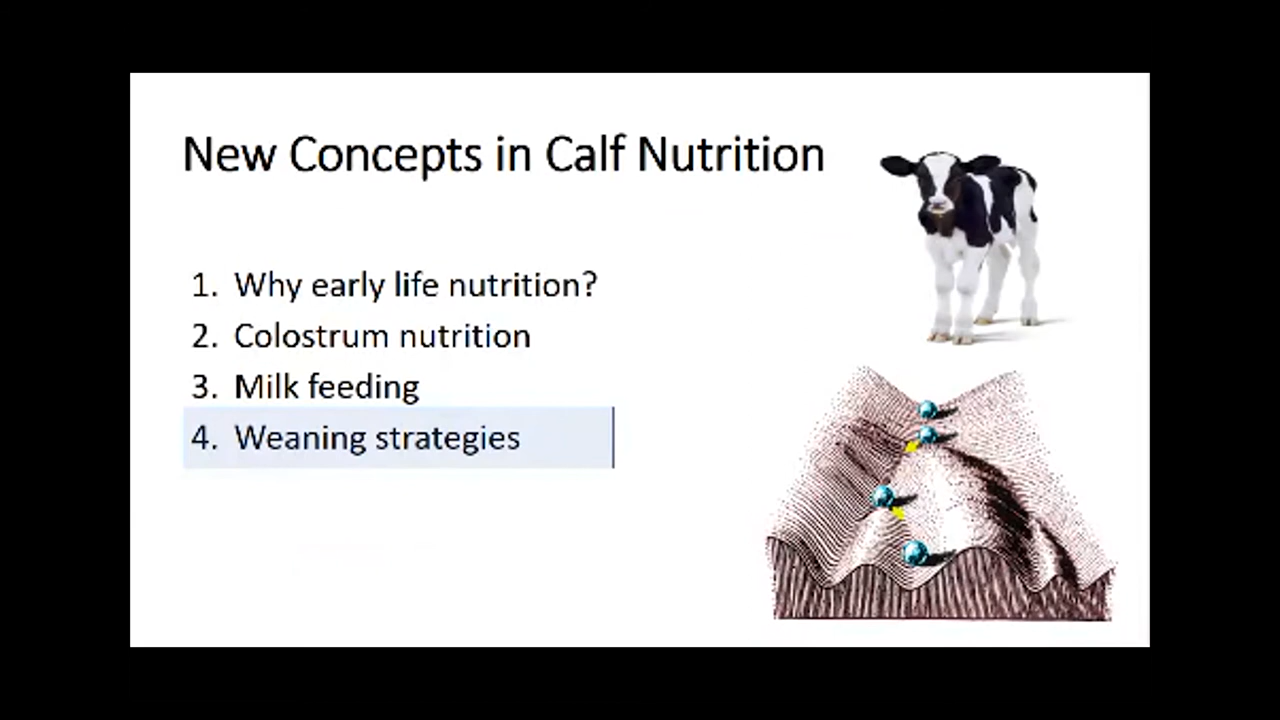 New Concepts in Calf Nutrition
1. Why early life nutrition?
2. Colostrum nutrition
3. Milk feeding
4. Weaning strategies